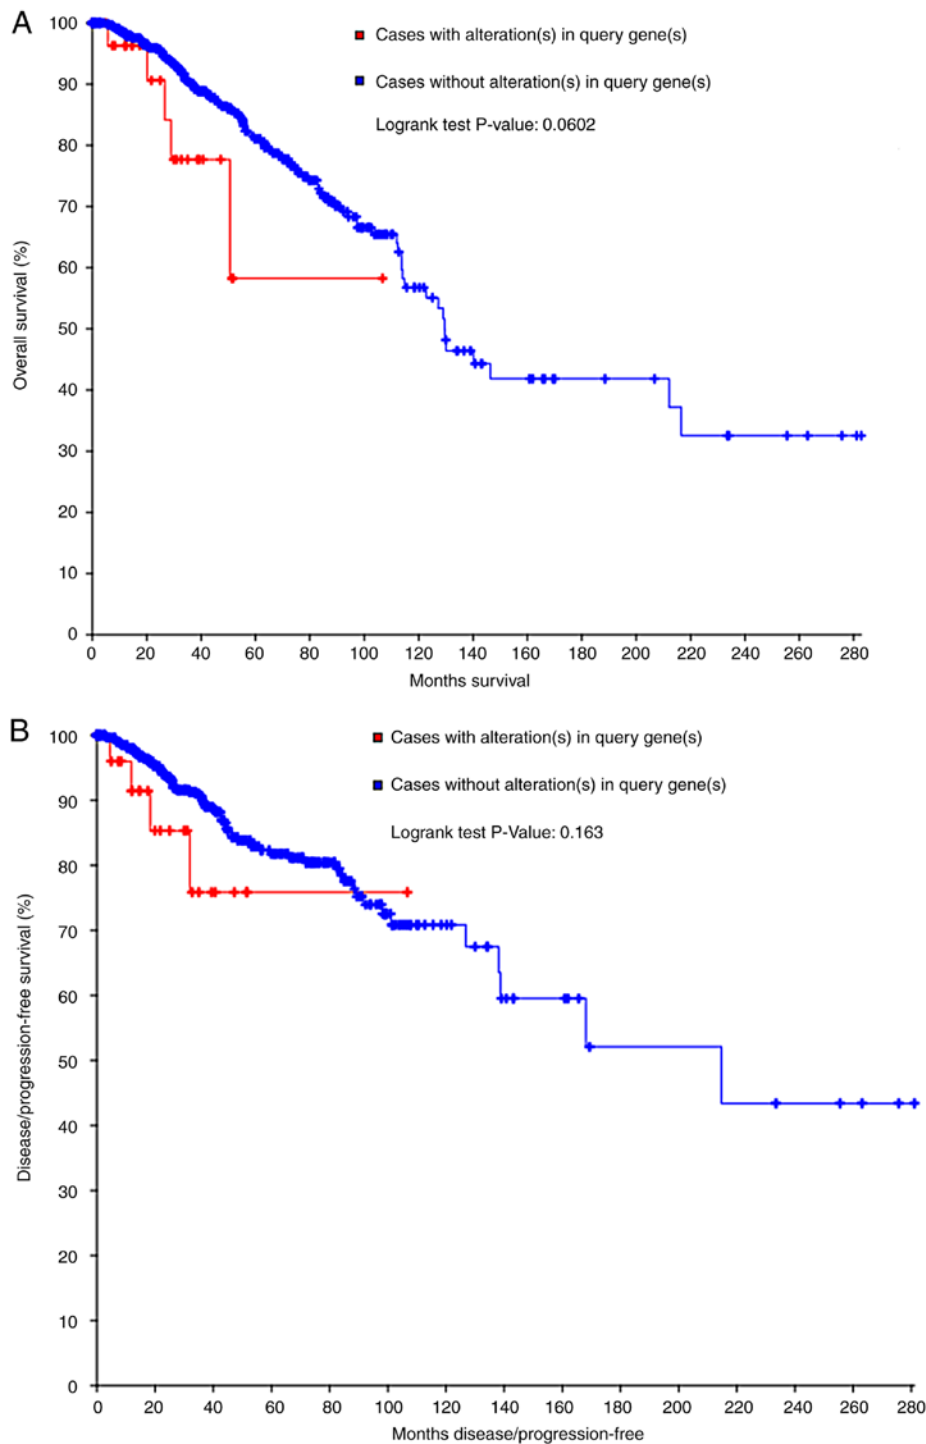 A
Cases with alteration(s) in query gene(s)
Cases without alteration(s) in query gene(s)
Logrank test P-value: 0.0602
Overall survival (%)
100
90
80
70
60
50
40
30
20
10
0
0 20 40 60 80 100 120 140 160 180 200 220 240 260 280
Months survival
B
Cases with alteration(s) in query gene(s)
Cases without alteration(s) in query gene(s)
Logrank test P-Value: 0.163
Disease/progression-free survival (%)
100
90
80
70
60
50
40
30
20
10
0
0 20 40 60 80 100 120 140 160 180 200 220 240 260 280
Months disease/progression-free